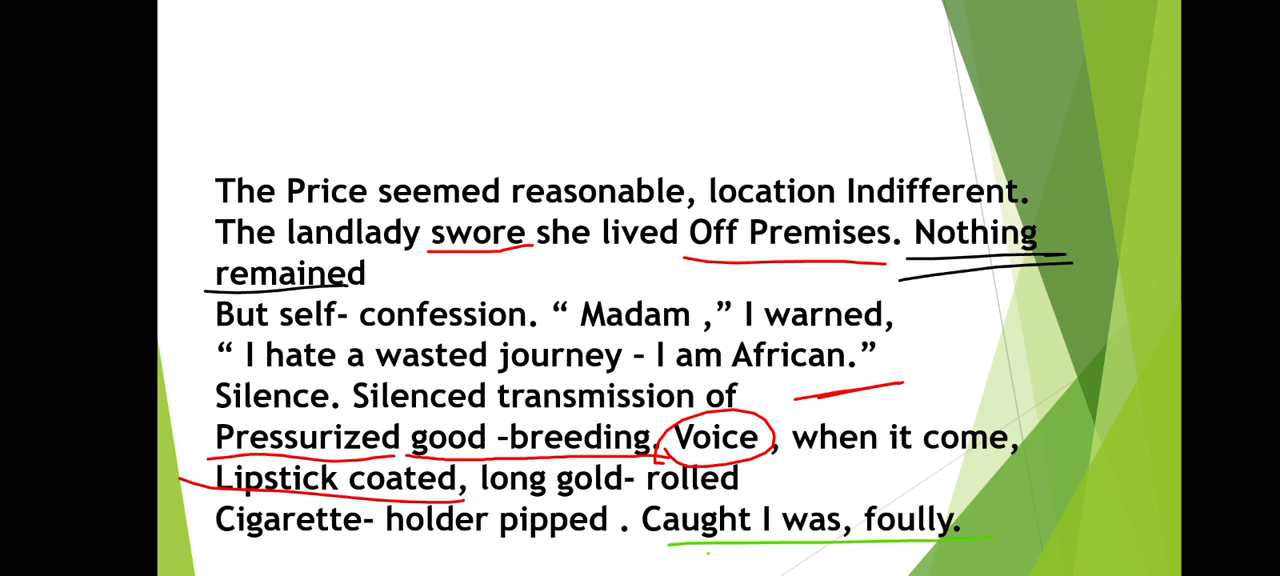 The Price seemed reasonable, location Indifferent.
The landlady swore she lived Off Premises. Nothing
remained
But self- confession. “ Madam ,” I warned,
“ I hate a wasted journey – I am African.”
Silence. Silenced transmission of
Pressurized good –breeding. Voice , when it come,
Lipstick coated, long gold- rolled
Cigarette- holder pipped . Caught I was, foully.